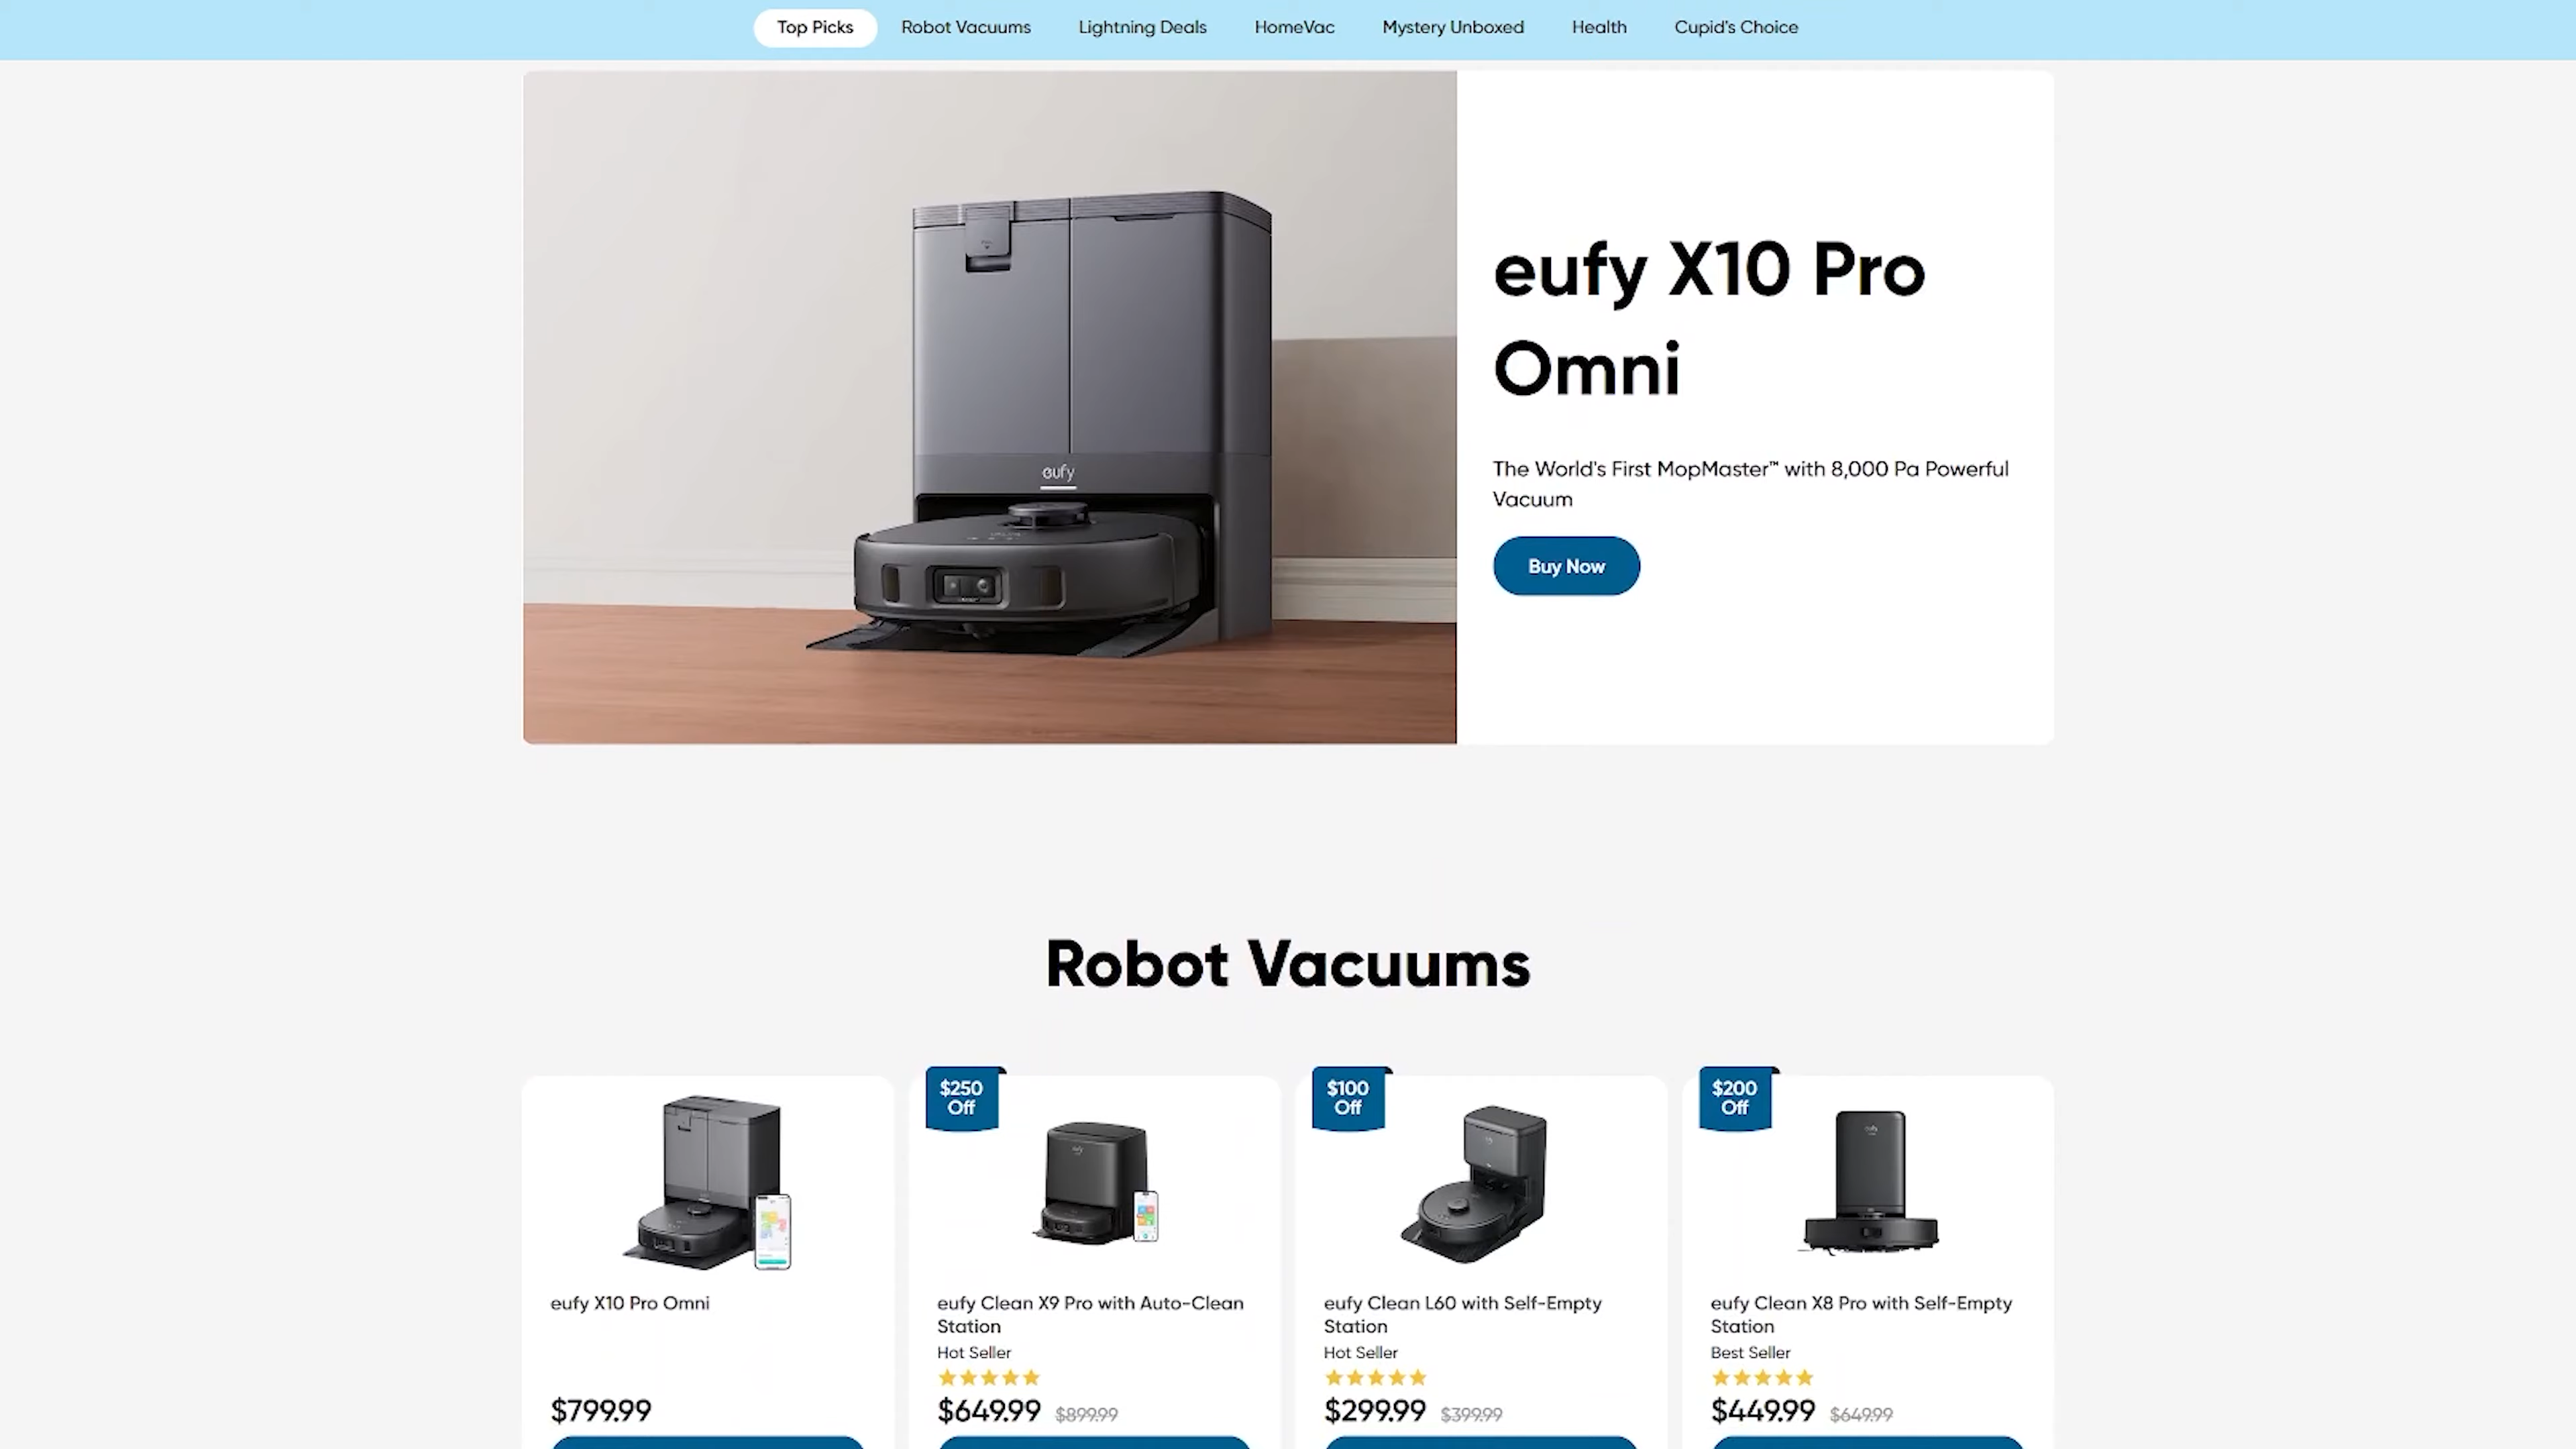 Top Picks
Robot Vacuums
Lightning Deals
HomeVac
Mystery Unboxed
Health
Cupid's Choice
eufy
eufy X10 Pro
Omni
The World's First MopMaster™ with 8,000 Pa Powerful
Vacuum
Buy Now
Robot Vacuums
eufy X10 Pro Omni
$799.99
$250
Off
eufy Clean X9 Pro with Auto-Clean
Station
Hot Seller
$649.99 $899.99
$100
Off
eufy Clean L60 with Self-Empty
Station
Hot Seller
$299.99 $399.99
$200
Off
eufy
eufy Clean X8 Pro with Self-Empty
Station
Best Seller
$449.99 $649.99